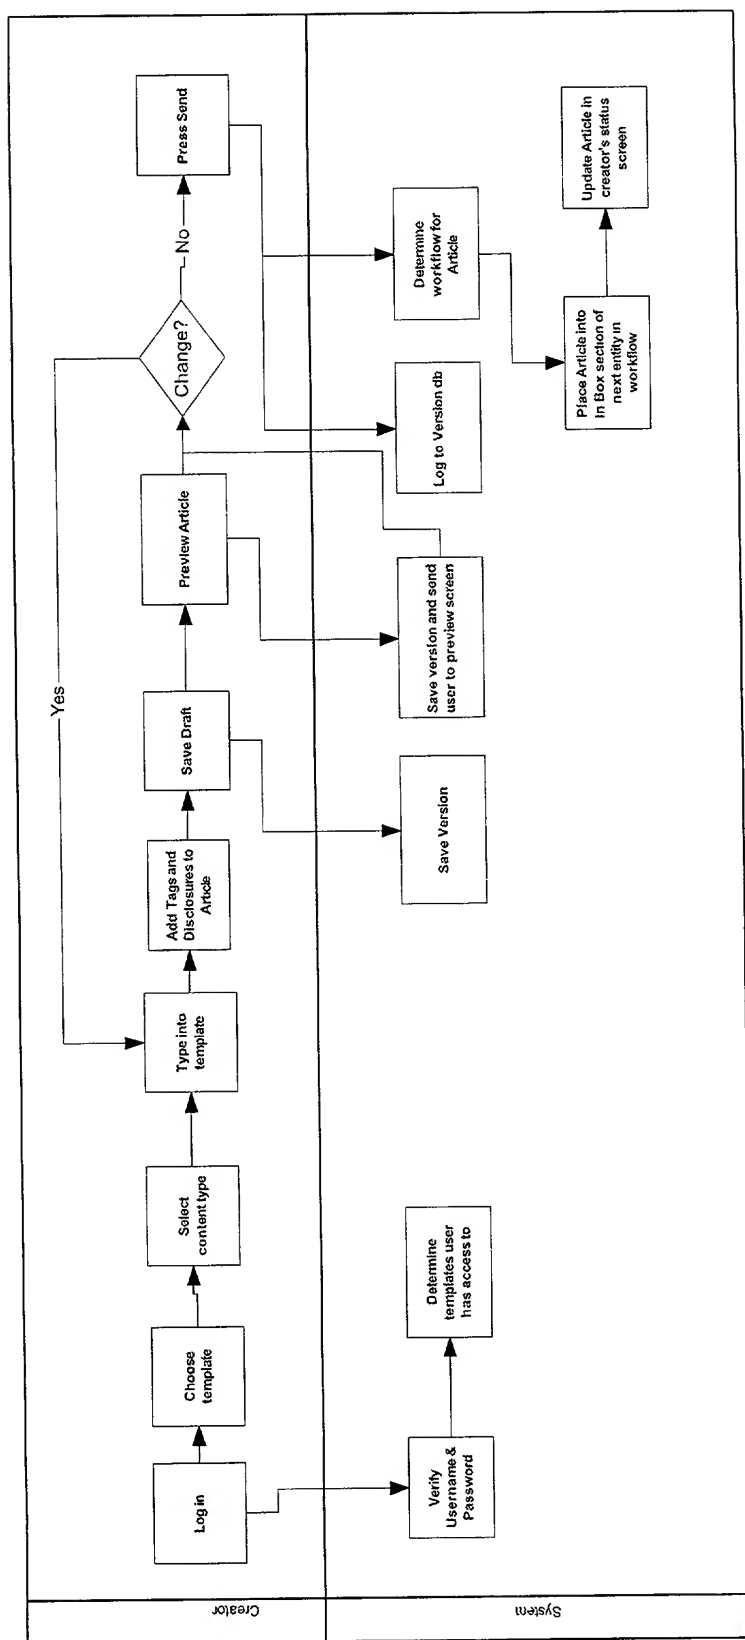 Creator
Log in
Choose
template
Select
content type
Type into
template
Add Tags and
Disclosures to
Article
Save Draft
Preview Article
Change?
Yes
No
Press Send
System
Verify
Username &
Password
Determine
templates user
has access to
Save Version
Save version and send
user to preview screen
Log to Version db
Determine
workflow for
Article
Place Article into
In Box section of
next entity in
workflow
Update Article in
creator's status
screen